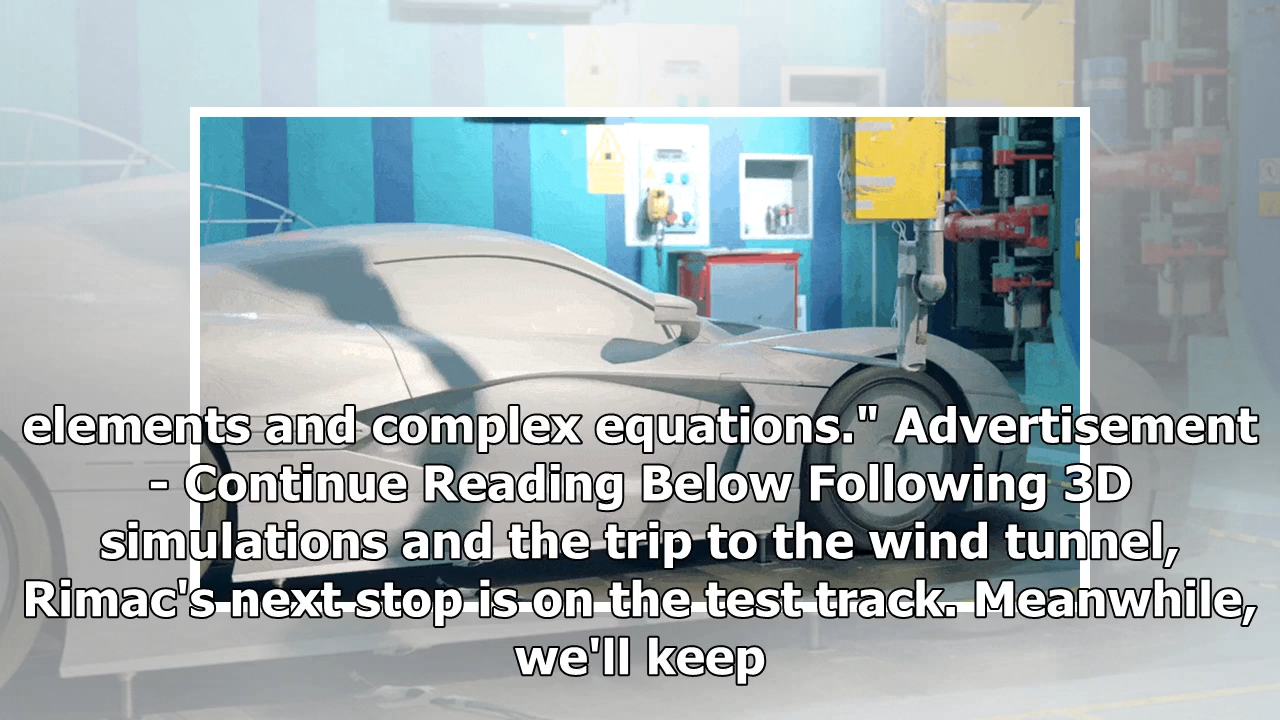 elements and complex equations." Advertisement
- Continue Reading Below Following 3D
simulations and the trip to the wind tunnel,
Rimac's next stop is on the test track. Meanwhile,
we'll keep